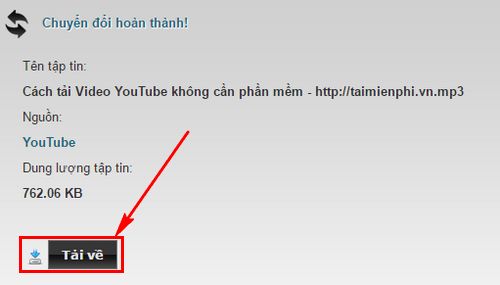 Chuyển đổi hoàn thành!
Tên tập tin:
Cách tải Video YouTube không cần phần mềm - http://taimienphi.vn.mp3
Nguồn:
YouTube
Dung lượng tập tin:
762.06 KB
Tải về